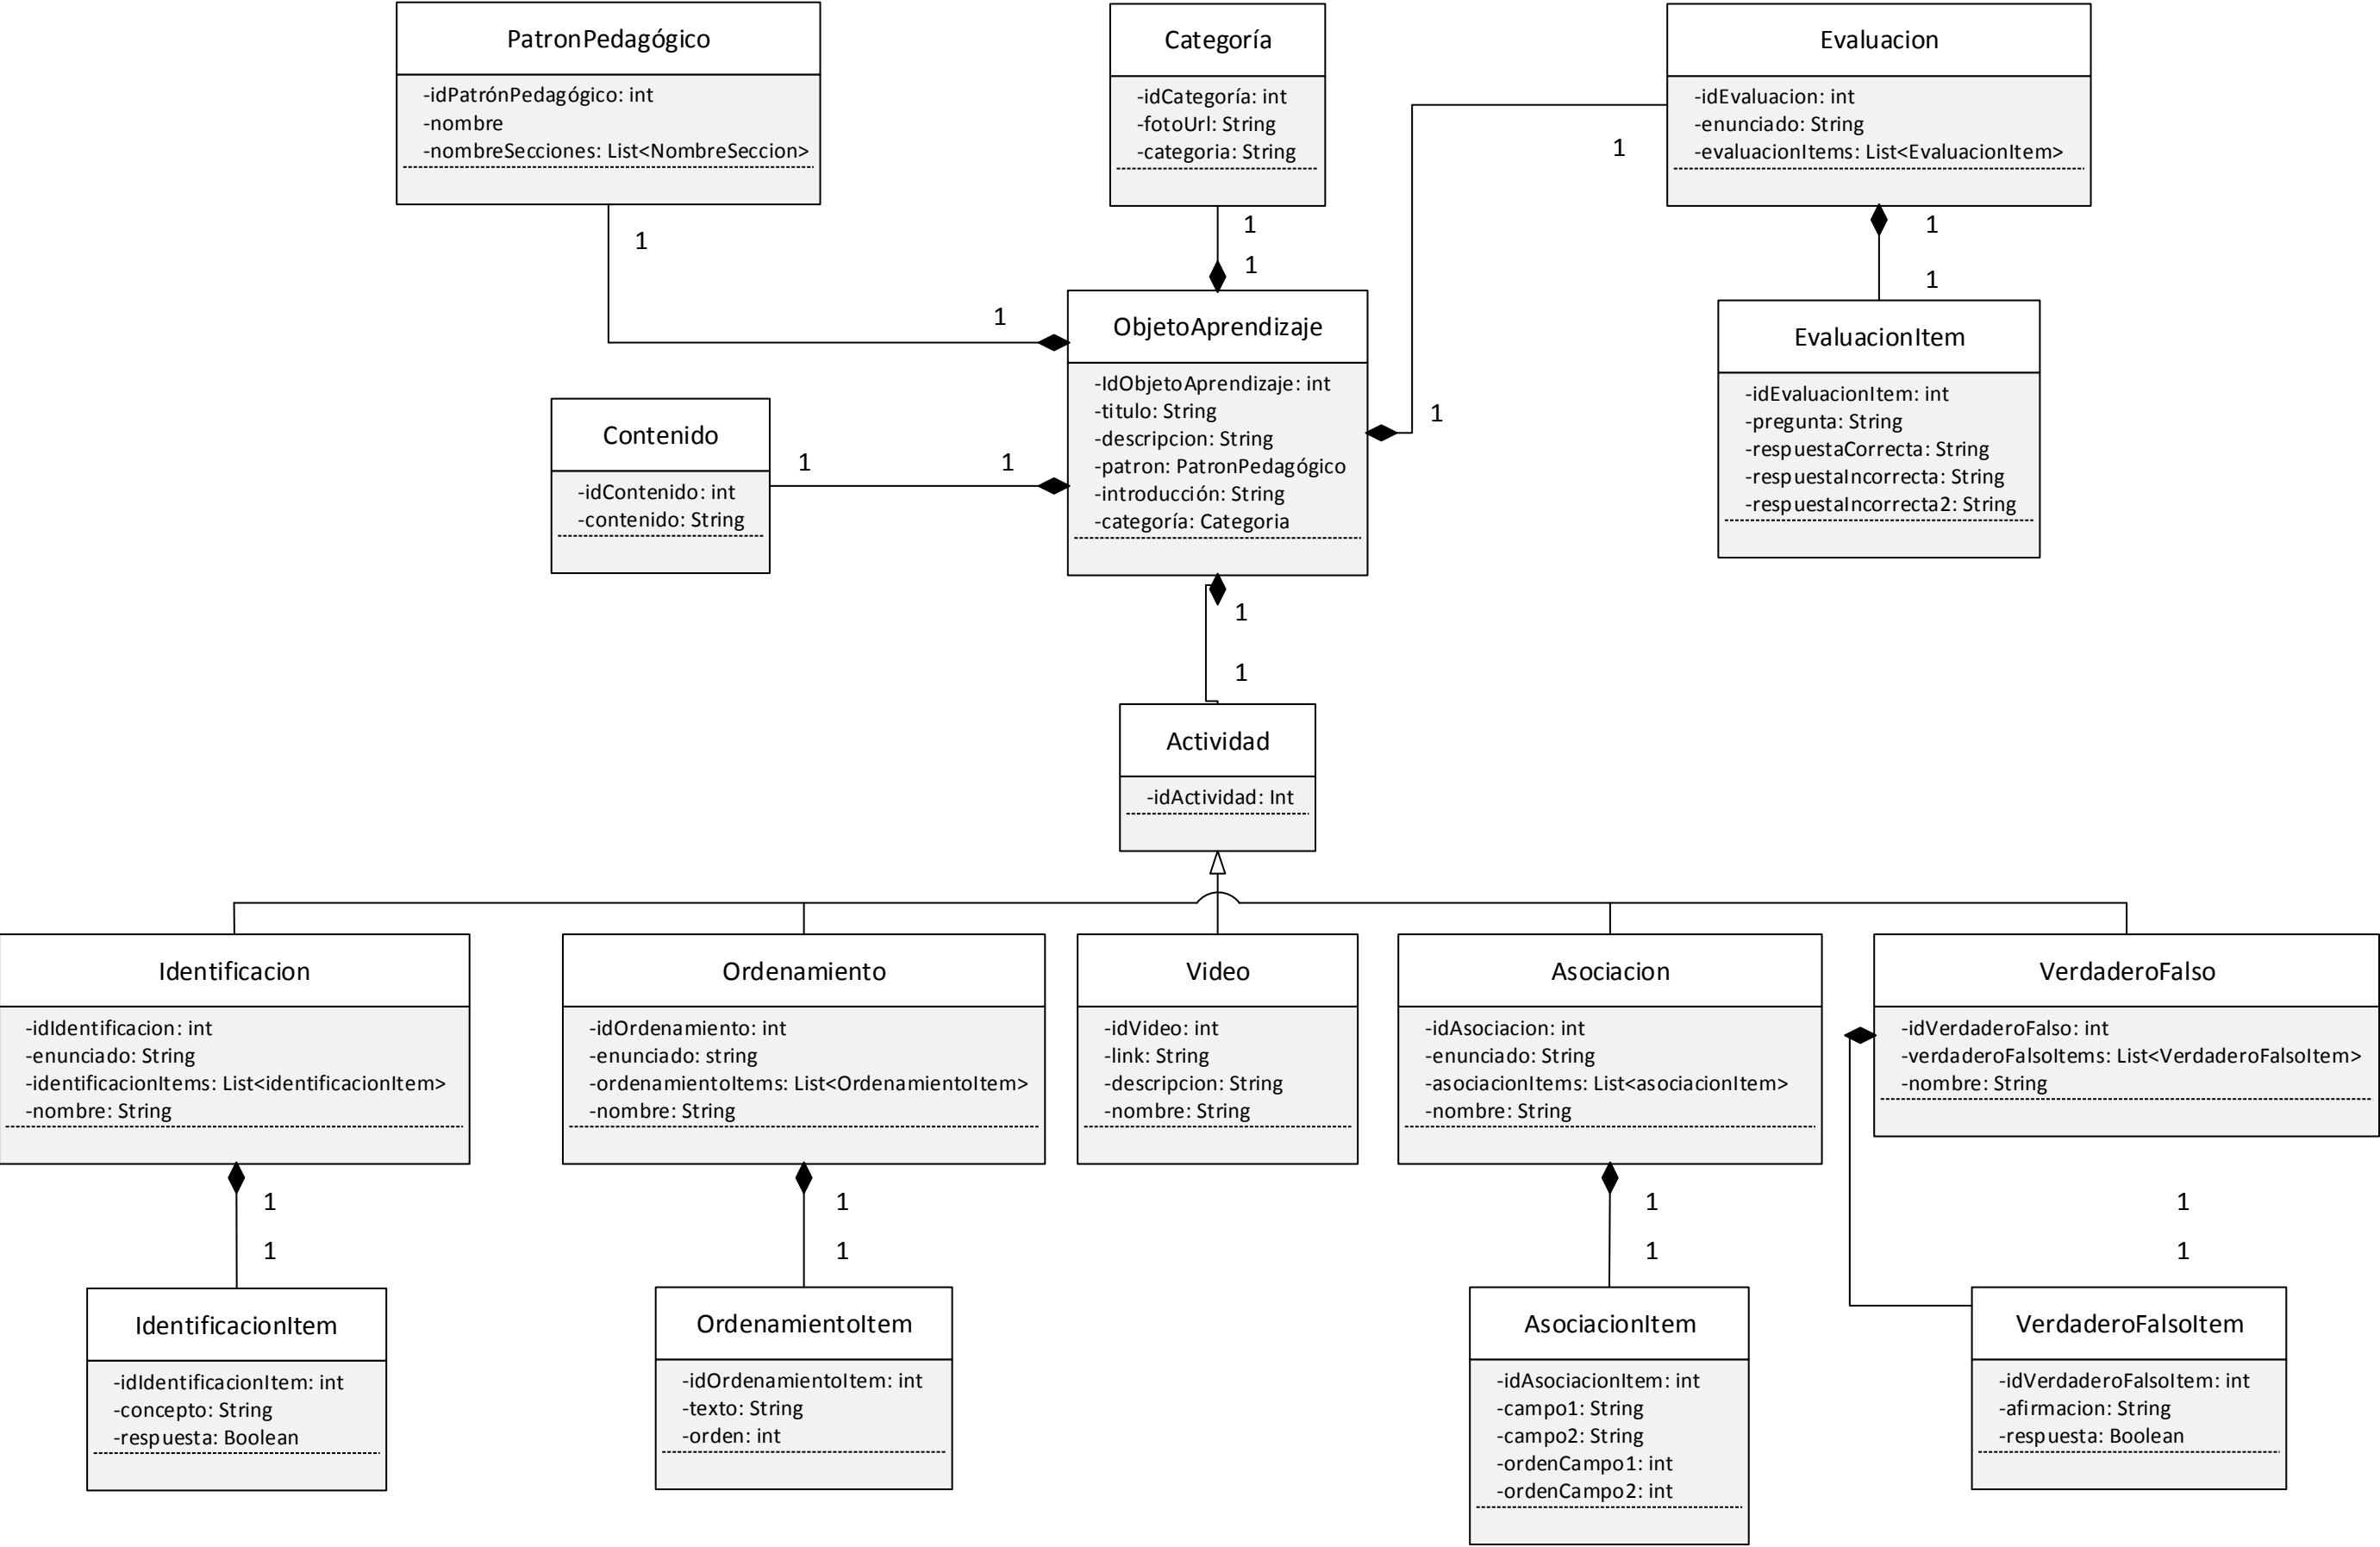 PatronPedagógico
-idPatrónPedagógico: int
-nombre
-nombreSecciones: List<NombreSeccion>
1
Categoría
-idCategoría: int
-fotoUrl: String
-categoria: String
1
1
Evaluacion
-idEvaluacion: int
-enunciado: String
-evaluacionItems: List<EvaluacionItem>
1
1
1
EvaluacionItem
-idEvaluacionItem: int
-pregunta: String
-respuestaCorrecta: String
-respuestaIncorrecta: String
-respuestaIncorrecta2: String
1
ObjetoAprendizaje
-IdObjetoAprendizaje: int
-titulo: String
-descripcion: String
-patron: PatronPedagógico
-introducción: String
-categoría: Categoria
1
Contenido
-idContenido: int
-contenido: String
1
1
1
1
Actividad
-idActividad: Int
Identificacion
-idIdentificacion: int
-enunciado: String
-identificacionItems: List<identificacionItem>
-nombre: String
Ordenamiento
-idOrdenamiento: int
-enunciado: string
-ordenamientoItems: List<OrdenamientoItem>
-nombre: String
Video
-idVideo: int
-link: String
-descripcion: String
-nombre: String
Asociacion
-idAsociacion: int
-enunciado: String
-asociacionItems: List<asociacionItem>
-nombre: String
VerdaderoFalso
-idVerdaderoFalso: int
-verdaderoFalsoItems: List<VerdaderoFalsoItem>
-nombre: String
1
1
1
1
1
1
1
1
IdentificacionItem
-idIdentificacionItem: int
-concepto: String
-respuesta: Boolean
OrdenamientoItem
-idOrdenamientoItem: int
-texto: String
-orden: int
AsociacionItem
-idAsociacionItem: int
-campo1: String
-campo2: String
-ordenCampo1: int
-ordenCampo2: int
VerdaderoFalsoItem
-idVerdaderoFalsoItem: int
-afirmacion: String
-respuesta: Boolean